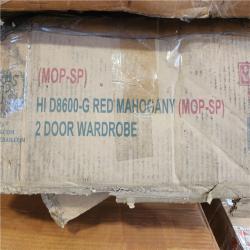 (MOP-SP)
HI D8600-G RED MAHOGANY (MOP-SP)
2 DOOR WARDROBE